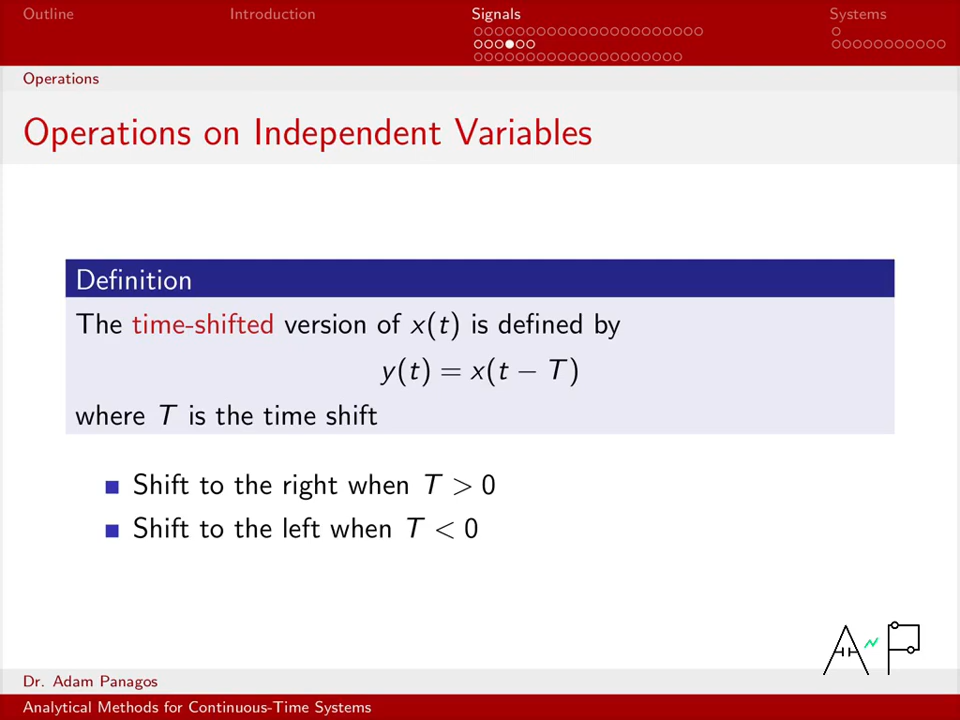 Outline Introduction Signals Systems
Operations
Operations on Independent Variables
Definition
The time-shifted version of x(t) is defined by
y(t) = x(t − T)
where T is the time shift
Shift to the right when T > 0
Shift to the left when T < 0
AP
Dr. Adam Panagos
Analytical Methods for Continuous-Time Systems